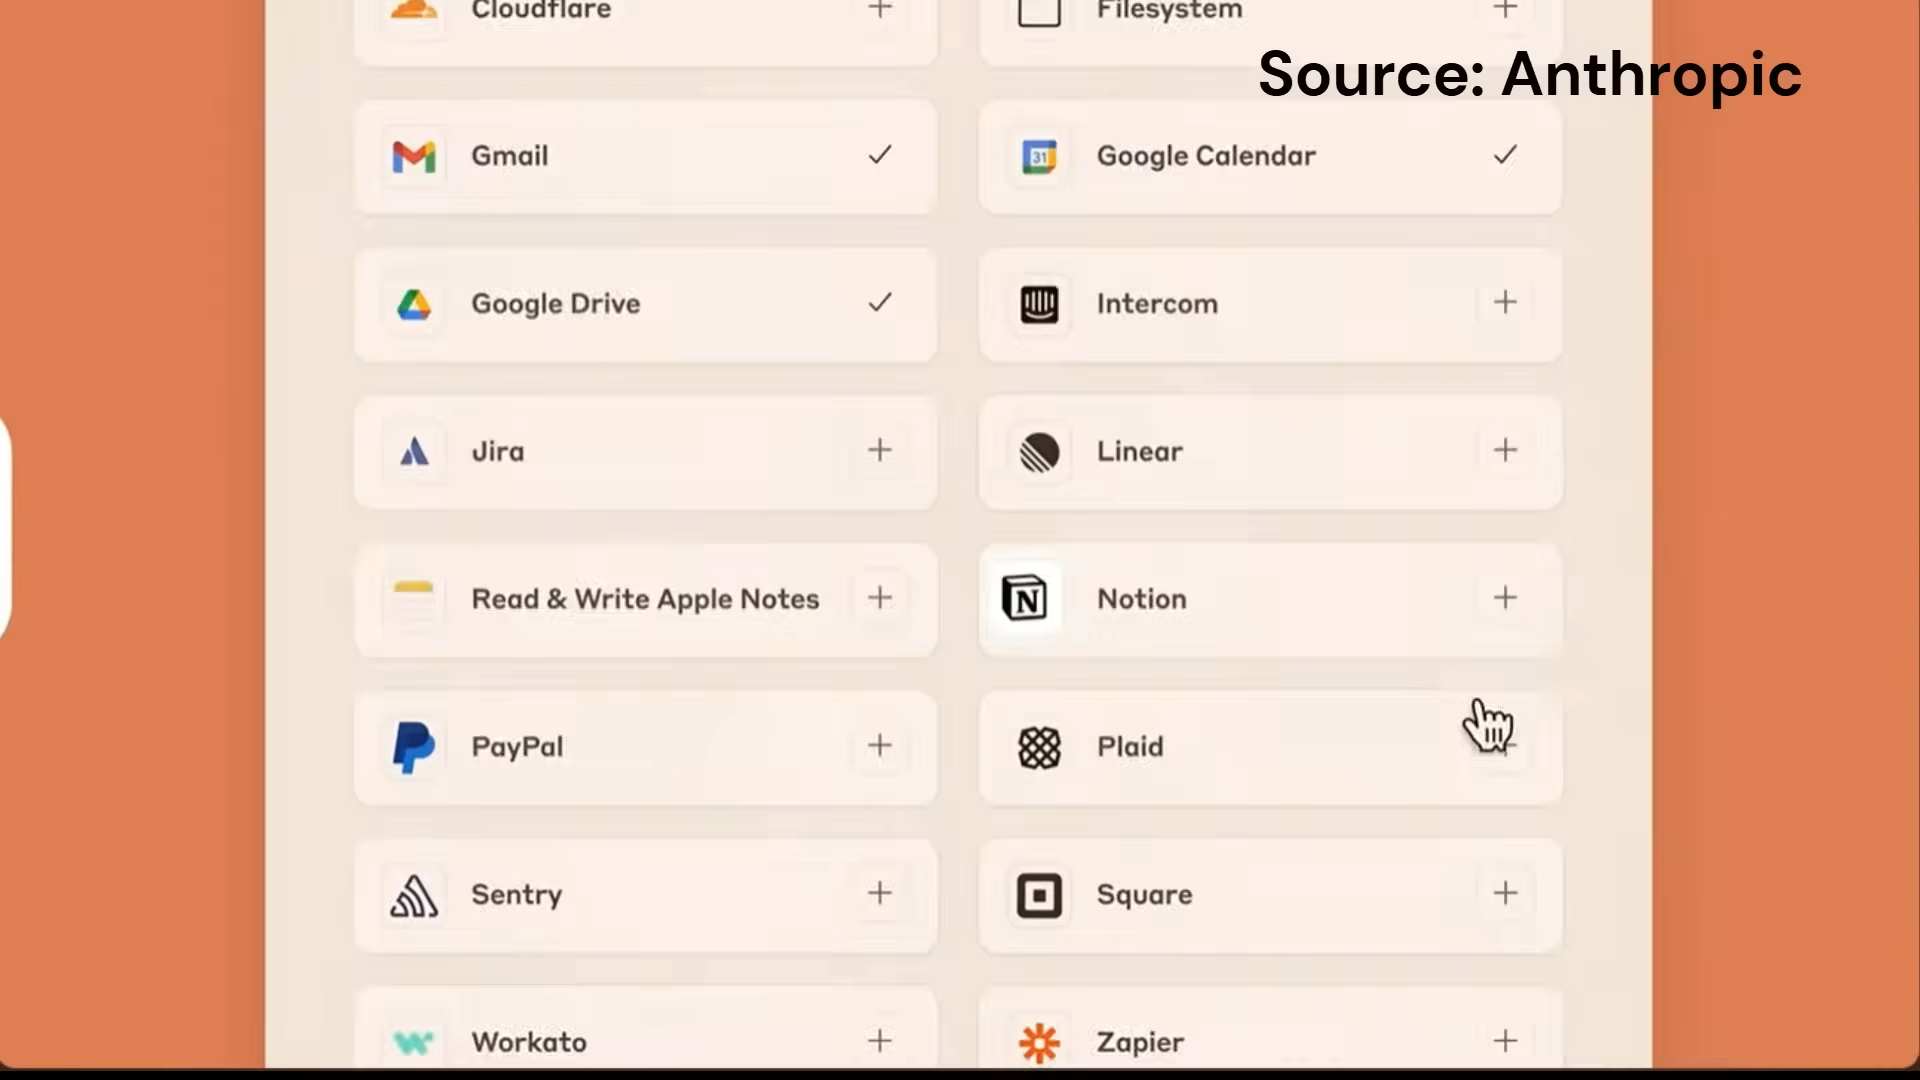 Cloudflare
Filesystem
Source: Anthropic
Gmail
31
Google Calendar
Google Drive
Intercom
Jira
Linear
Read & Write Apple Notes
N
Notion
PayPal
Plaid
Sentry
Square
Workato
Zapier